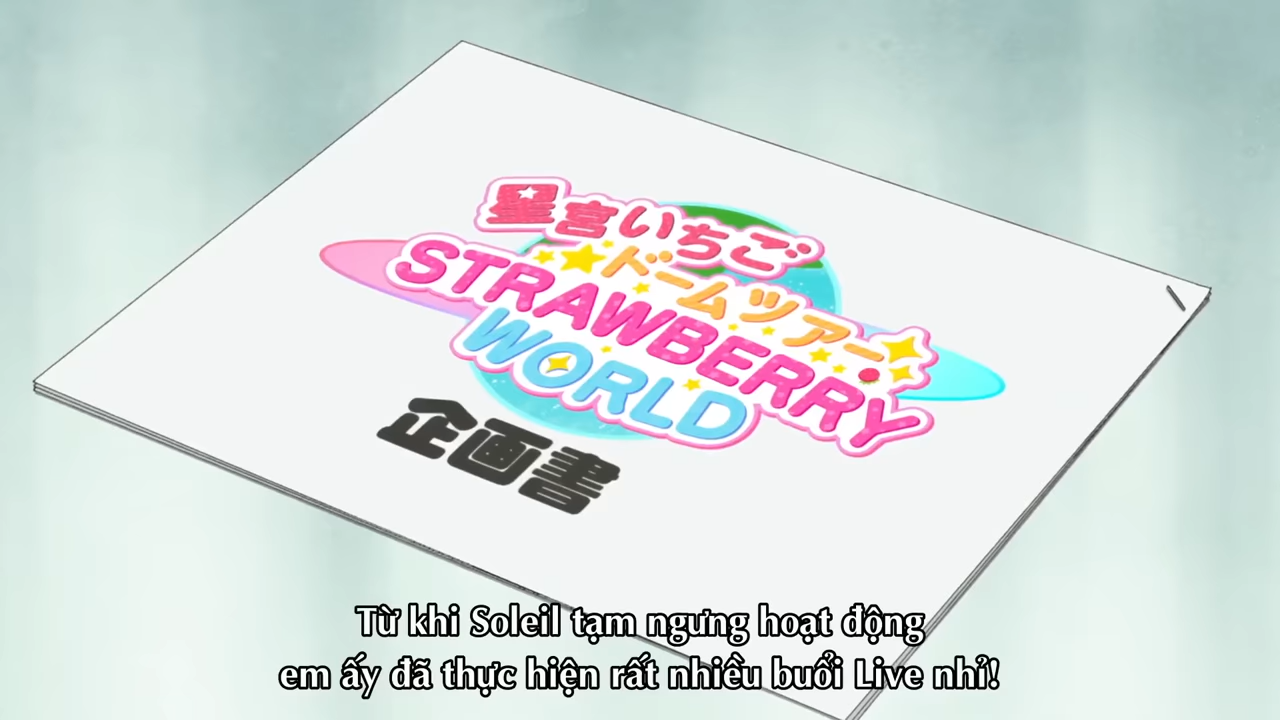 星宮いちご
ドームツアー
STRAWBERRY
WORLD
企画書
Từ khi Soleil tạm ngưng hoạt động
em ấy đã thực hiện rất nhiều buổi Live nhỉ!